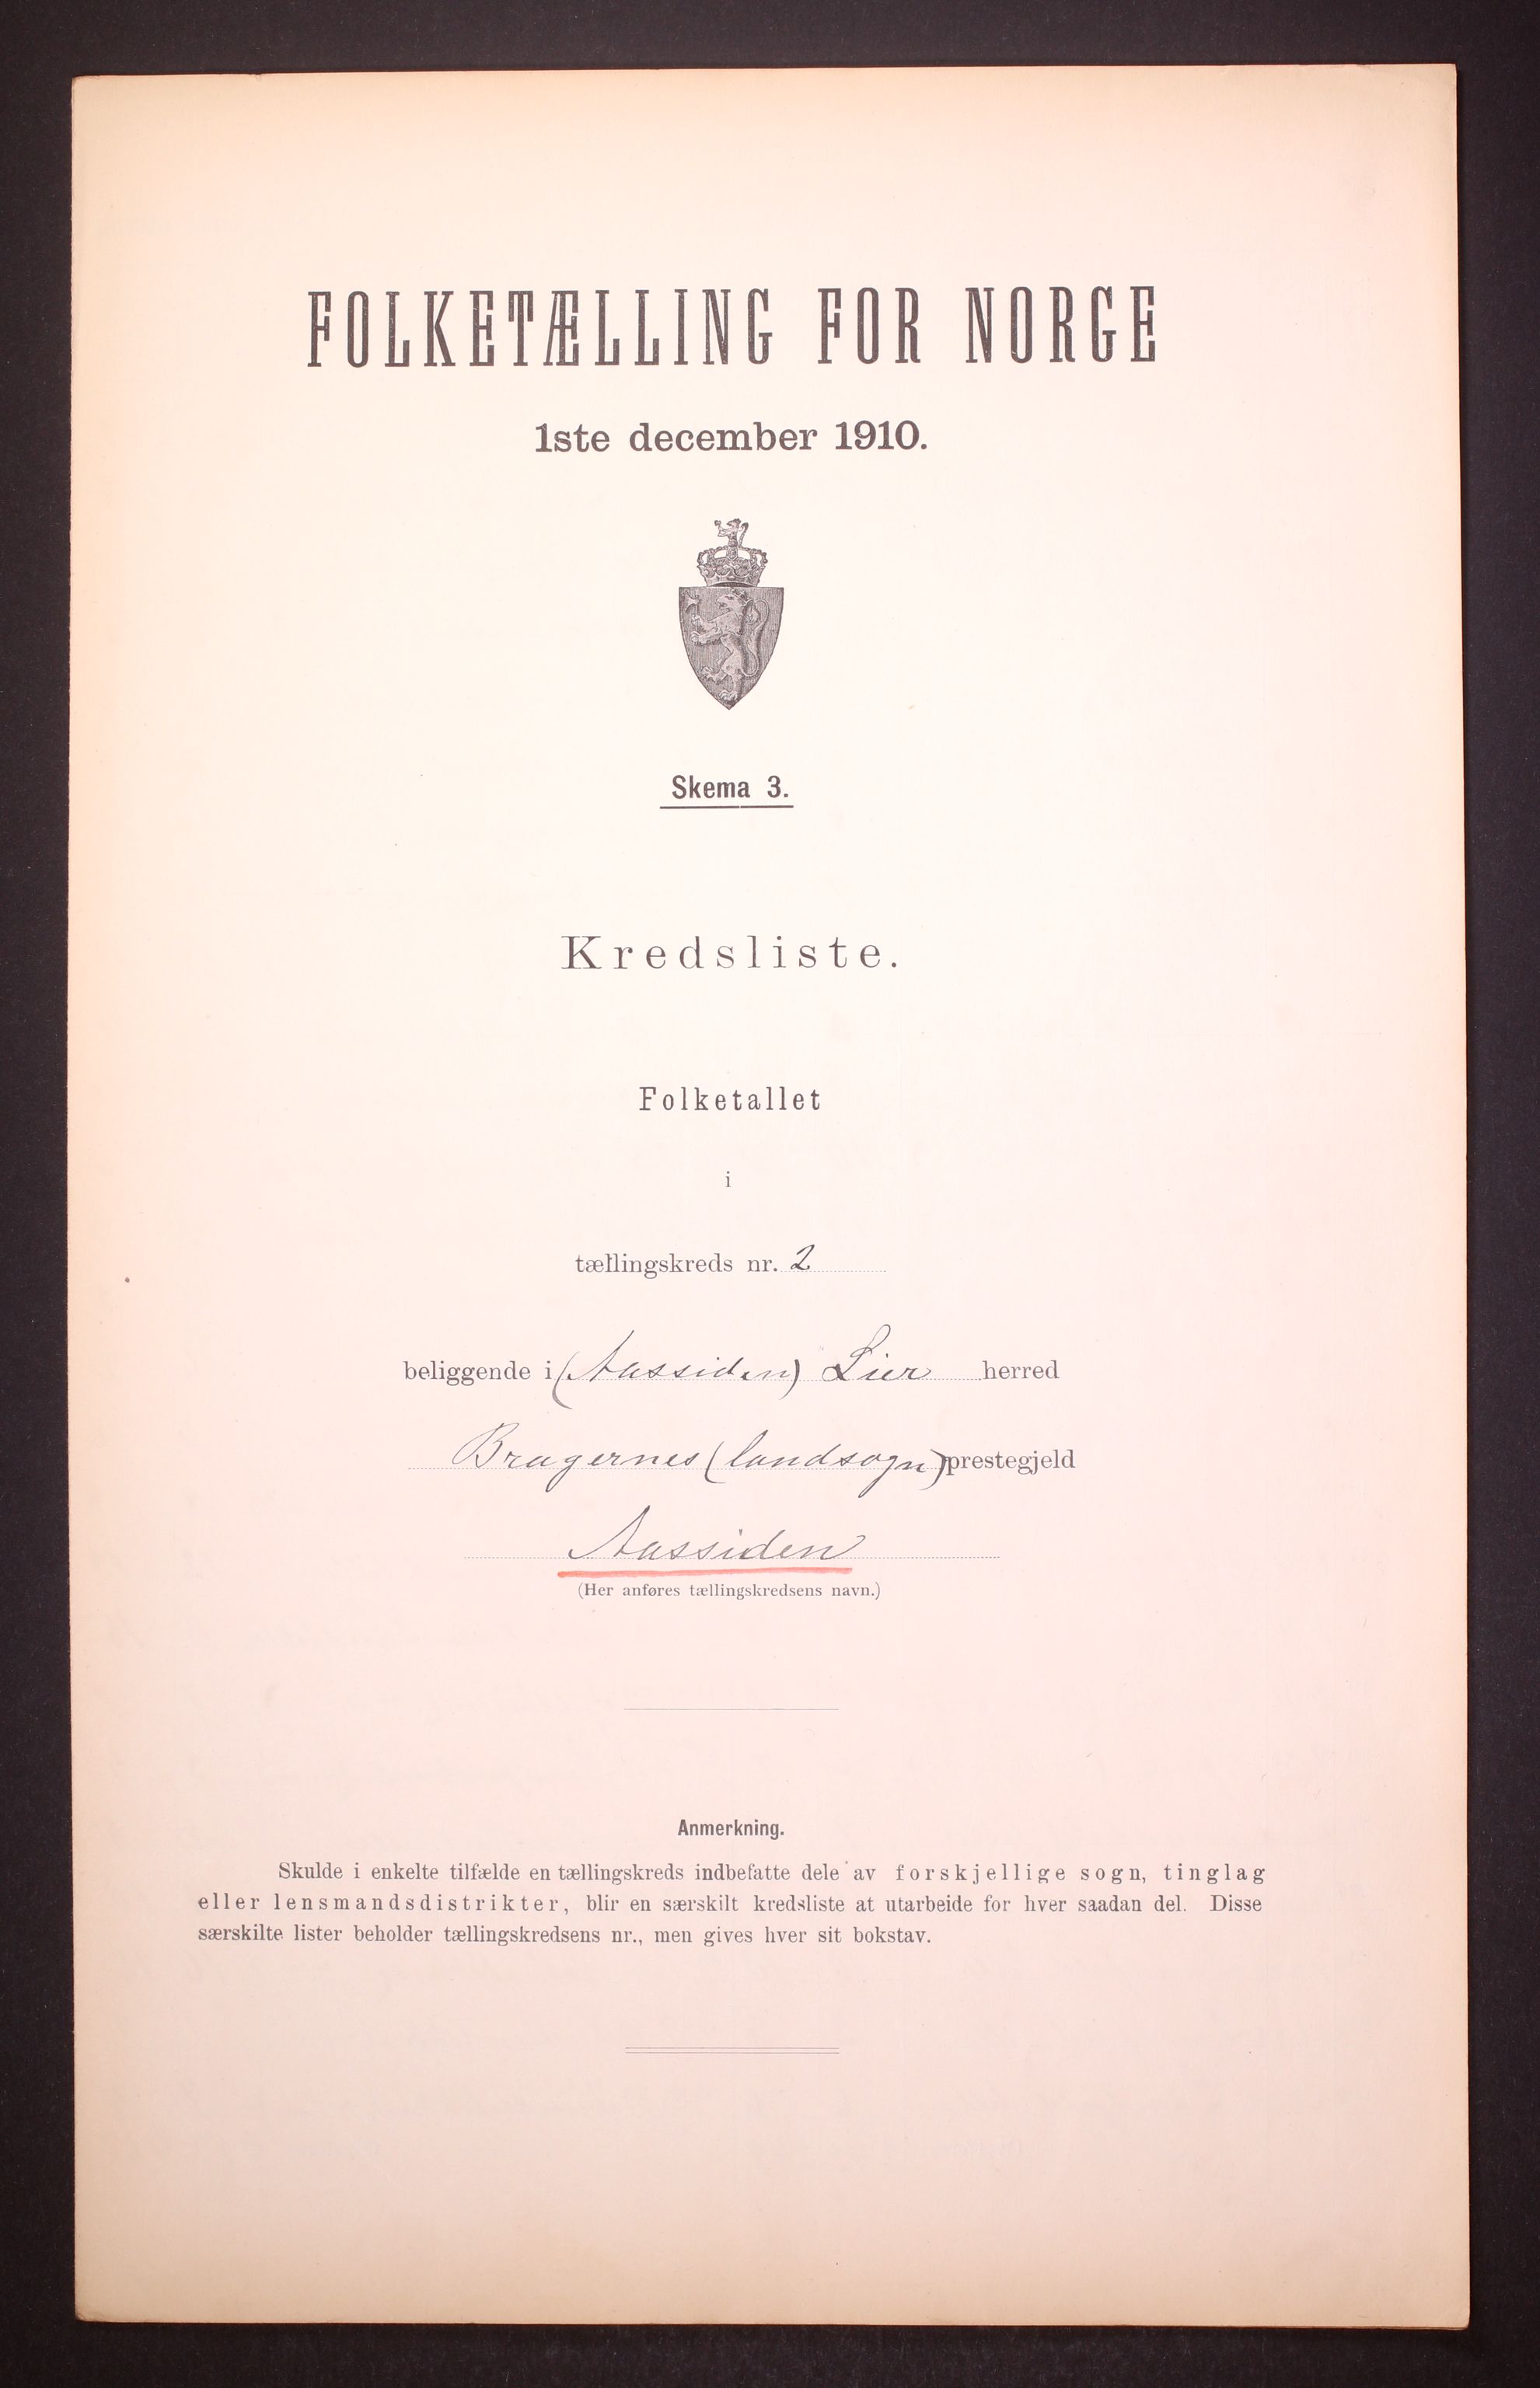 FOLKETÆLLING FOR NORGE
1ste december 1910.
Skema 3.
Kredsliste.
Folketallet
i
tællingskreds nr. 2
beliggende i (Aassiden) Lier herred
Bragernes (landsogn) prestegjeld
Aassiden
(Her anføres tællingskredsens navn.)
Anmerkning.
Skulde i enkelte tilfælde en tællingskreds indbefatte dele av forskjellige sogn, tinglag
eller lensmandsdistrikter, blir en særskilt kredsliste at utarbeide for hver saadan del. Disse
særskilte lister beholder tællingskredsens nr., men gives hver sit bokstav.